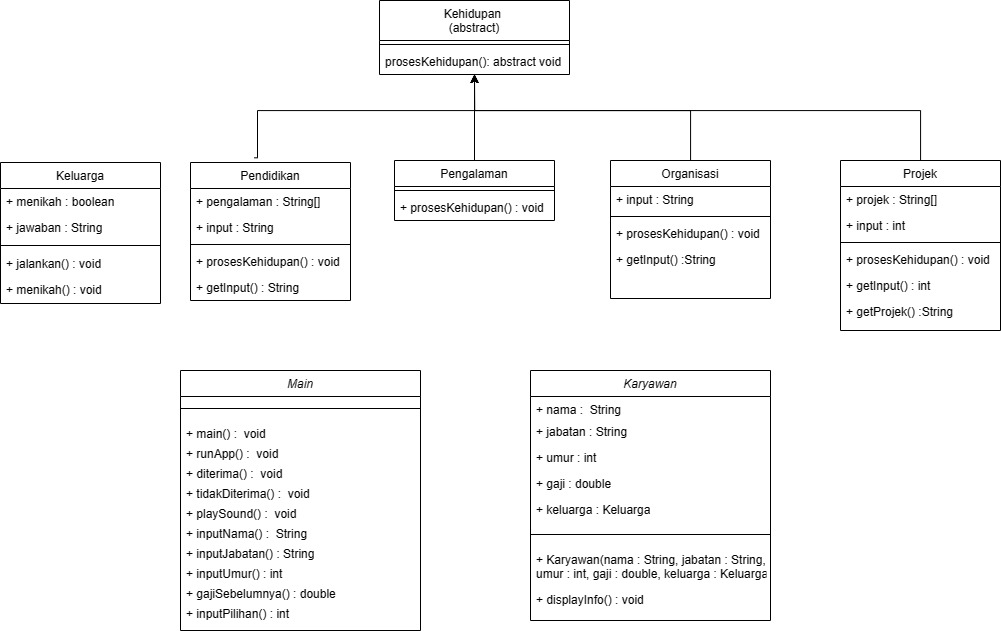 Kehidupan
(abstract)
prosesKehidupan(): abstract void
Keluarga
+ menikah : boolean
+ jawaban : String
+ jalankan() : void
+ menikah() : void
Pendidikan
+ pengalaman : String[]
+ input : String
+ prosesKehidupan() : void
+ getInput() : String
Pengalaman
+ prosesKehidupan() : void
Organisasi
+ input : String
+ prosesKehidupan() : void
+ getInput() :String
Projek
+ projek : String[]
+ input : int
+ prosesKehidupan() : void
+ getInput() : int
+ getProjek() :String
Main
+ main() :  void
+ runApp() :  void
+ diterima() :  void
+ tidakDiterima() :  void
+ playSound() :  void
+ inputNama() :  String
+ inputJabatan() : String
+ inputUmur() : int
+ gajiSebelumnya() : double
+ inputPilihan() : int
Karyawan
+ nama :  String
+ jabatan : String
+ umur : int
+ gaji : double
+ keluarga : Keluarga
+ Karyawan(nama : String, jabatan : String,
umur : int, gaji : double, keluarga : Keluarga
+ displayInfo() : void